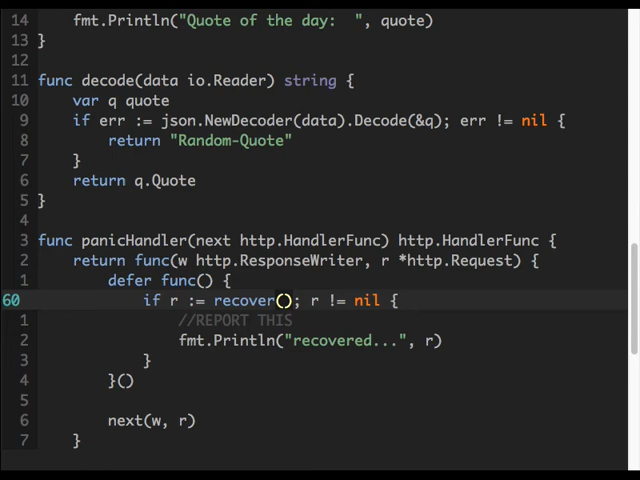 14 fmt.Println("Quote of the day:  ", quote)
13 }
12
11 func decode(data io.Reader) string {
10 var q quote
9 if err := json.NewDecoder(data).Decode(&q); err != nil {
8 return "Random-Quote"
7 }
6 return q.Quote
5 }
4
3 func panicHandler(next http.HandlerFunc) http.HandlerFunc {
2 return func(w http.ResponseWriter, r *http.Request) {
1 defer func() {
60 if r := recover(); r != nil {
1 //REPORT THIS
2 fmt.Println("recovered...", r)
3 }
4 }()
5
6 next(w, r)
7 }